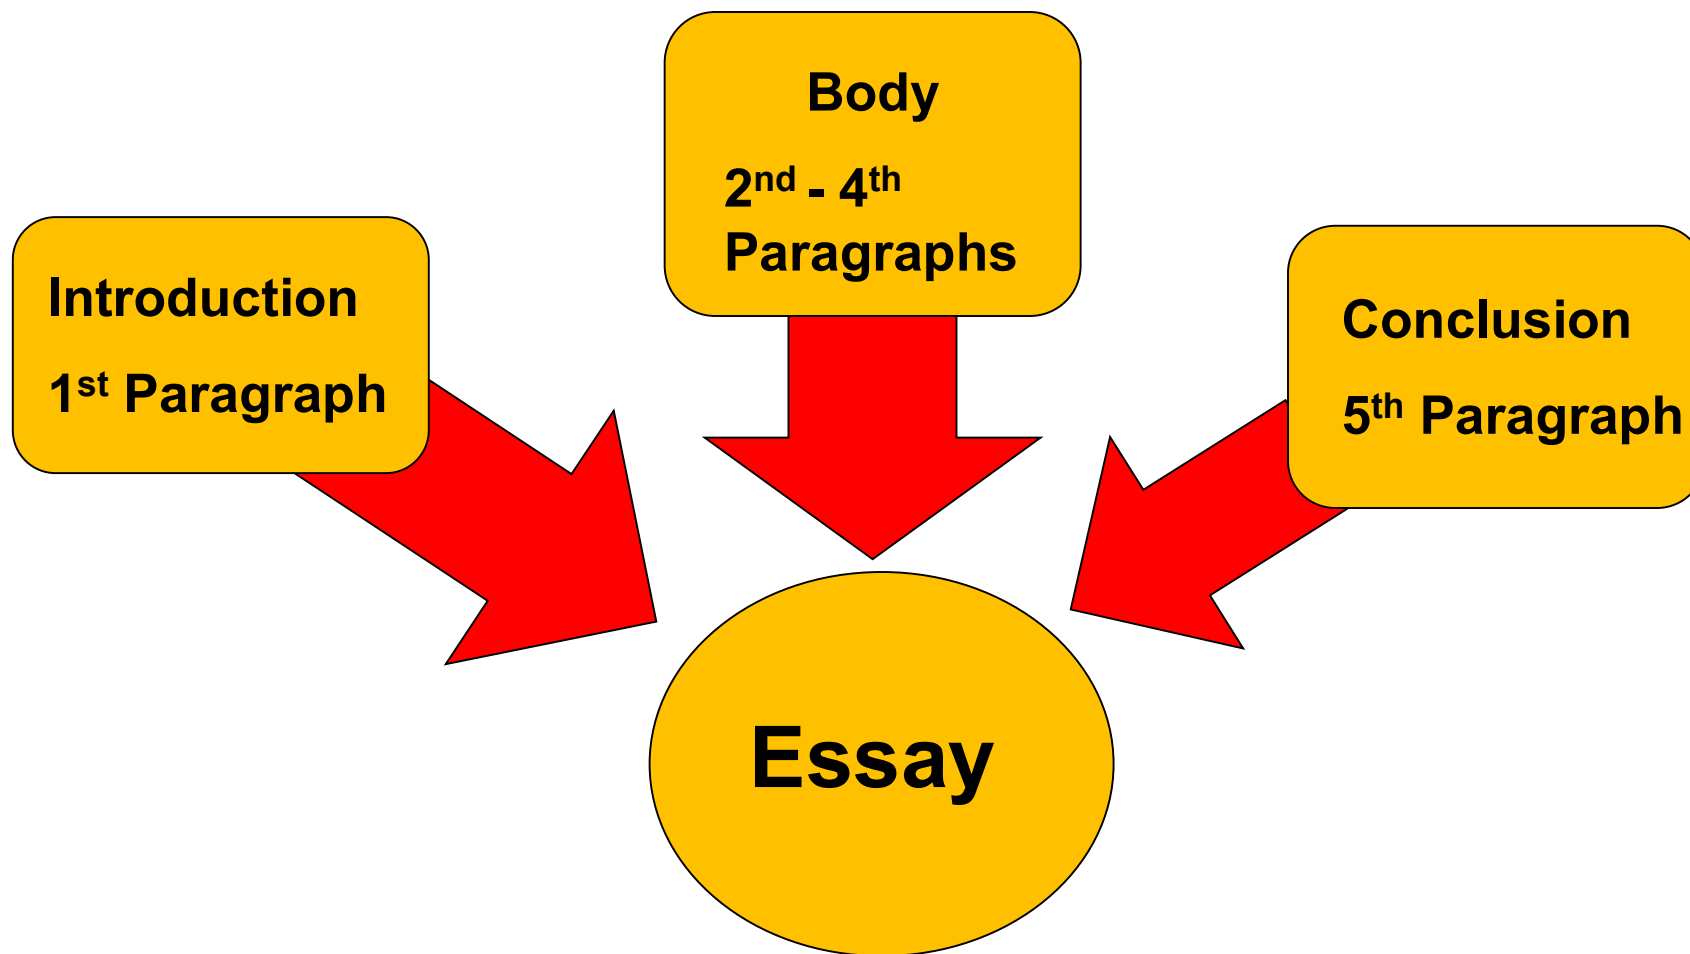 Introduction
1st Paragraph
Body
2nd - 4th
Paragraphs
Conclusion
5th Paragraph
Essay